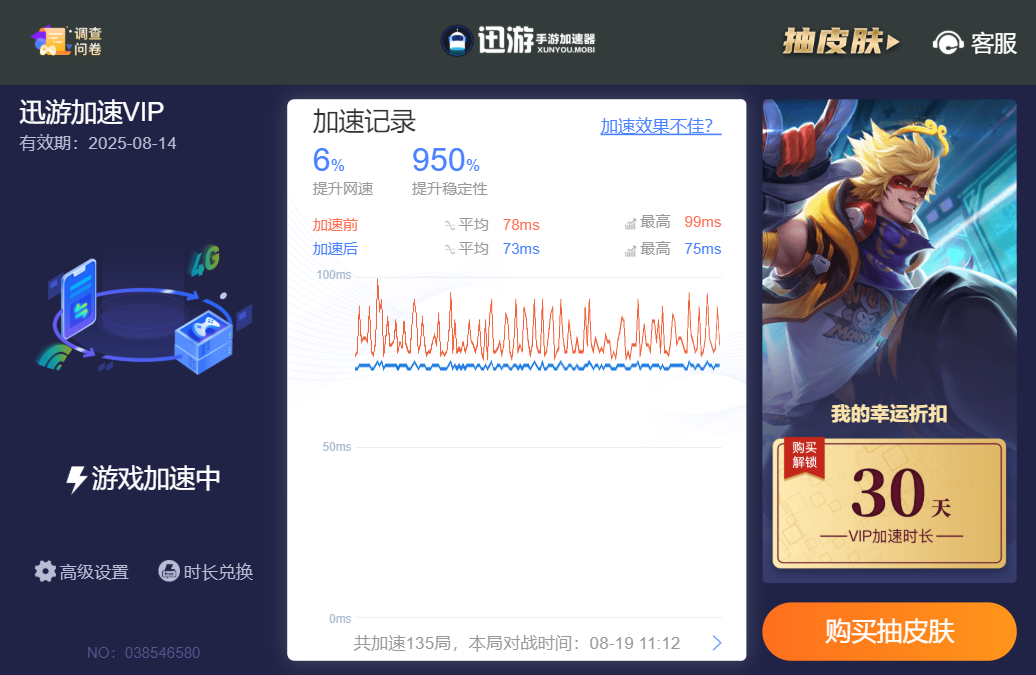 调查
问卷
迅游手游加速器
XUNYOU.MOBI
抽皮肤
客服
迅游加速VIP
有效期：2025-08-14
4G
游戏加速中
高级设置
时长兑换
NO：038546580
加速记录
加速效果不佳？
6%
950%
提升网速
提升稳定性
加速前 平均 78ms 最高 99ms
加速后 平均 73ms 最高 75ms
100ms
50ms
0ms
共加速135局，本局对战时间：08-19 11:12
我的幸运折扣
购买
解锁
30天
VIP加速时长
购买抽皮肤